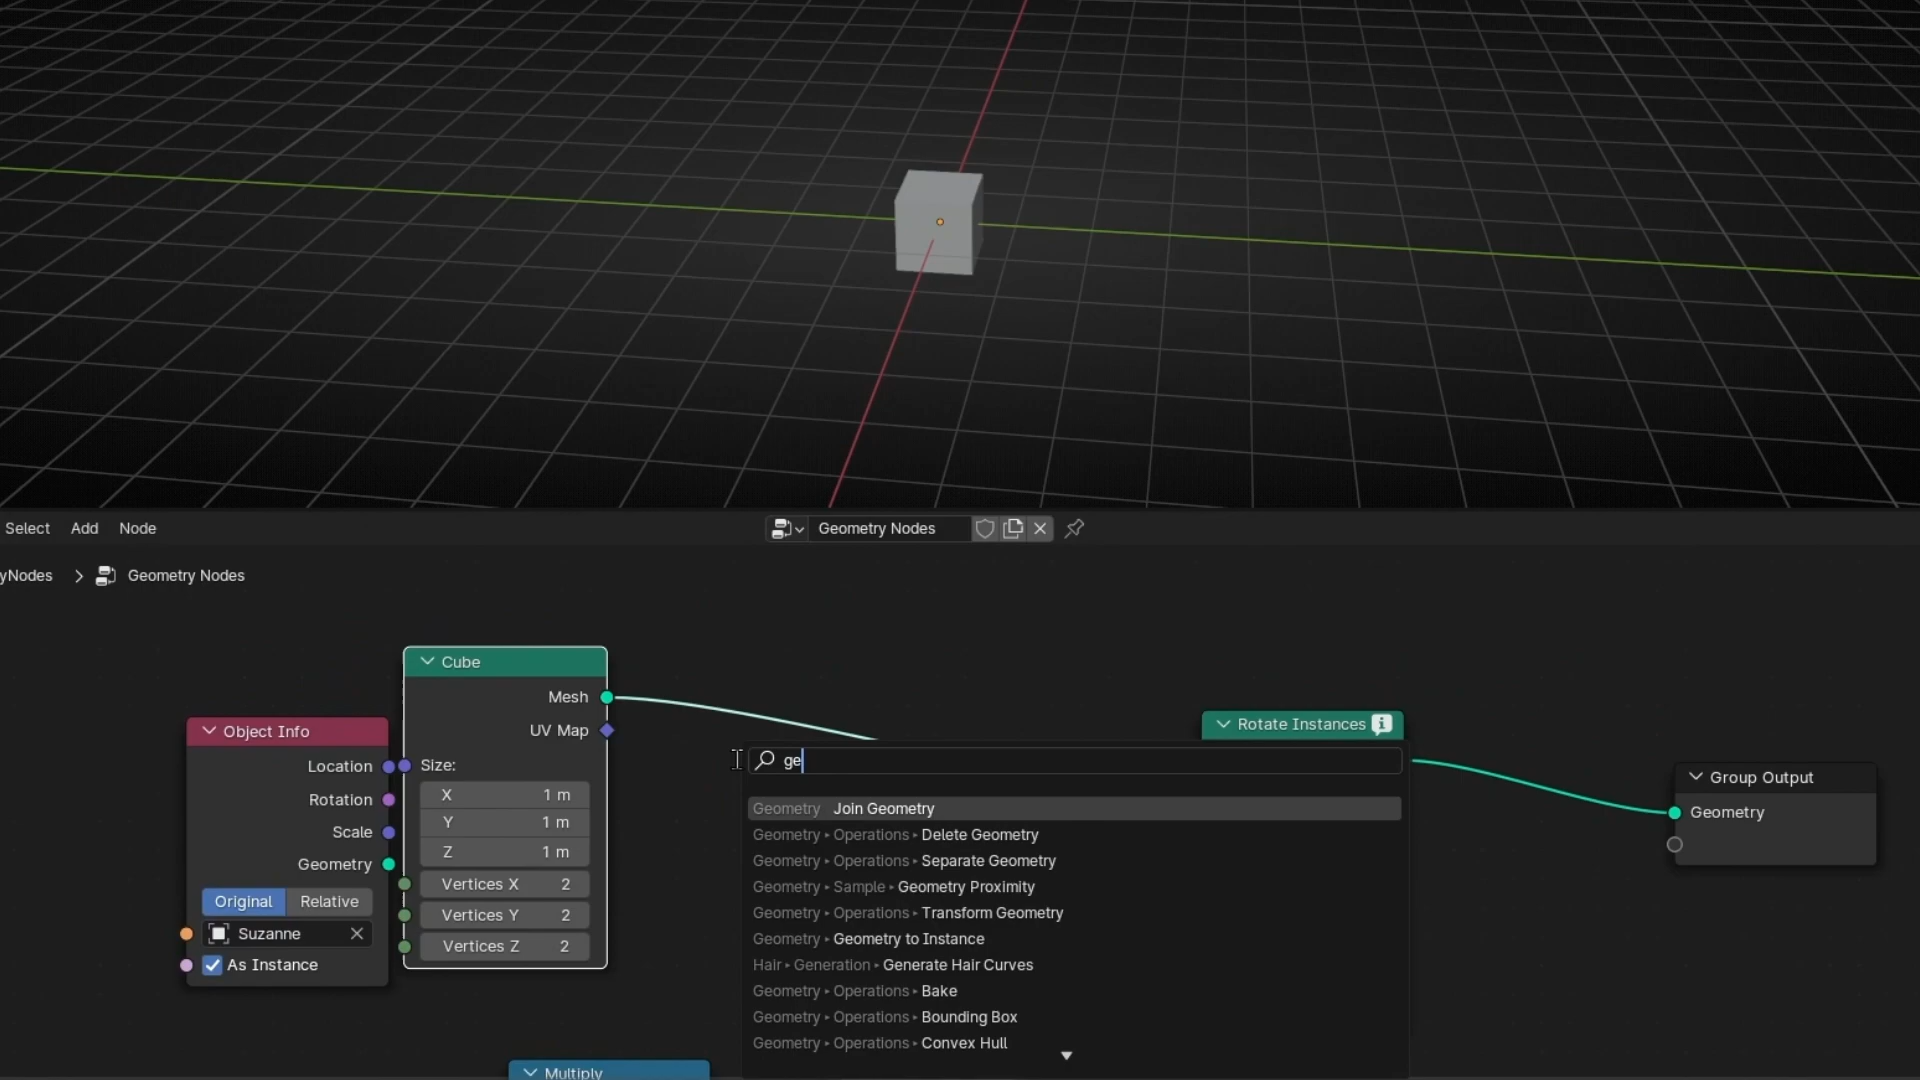 Select Add Node
Geometry Nodes
yNodes > Geometry Nodes
Cube
Mesh
UV Map
Size:
X 1 m
Y 1 m
Z 1 m
Vertices X 2
Vertices Y 2
Vertices Z 2
Object Info
Location
Rotation
Scale
Geometry
Original Relative
Suzanne
As Instance
Rotate Instances
ge
Geometry Join Geometry
Geometry ▸ Operations ▸ Delete Geometry
Geometry ▸ Operations ▸ Separate Geometry
Geometry ▸ Sample ▸ Geometry Proximity
Geometry ▸ Operations ▸ Transform Geometry
Geometry ▸ Geometry to Instance
Hair ▸ Generation ▸ Generate Hair Curves
Geometry ▸ Operations ▸ Bake
Geometry ▸ Operations ▸ Bounding Box
Geometry ▸ Operations ▸ Convex Hull
Group Output
Geometry
Multiply